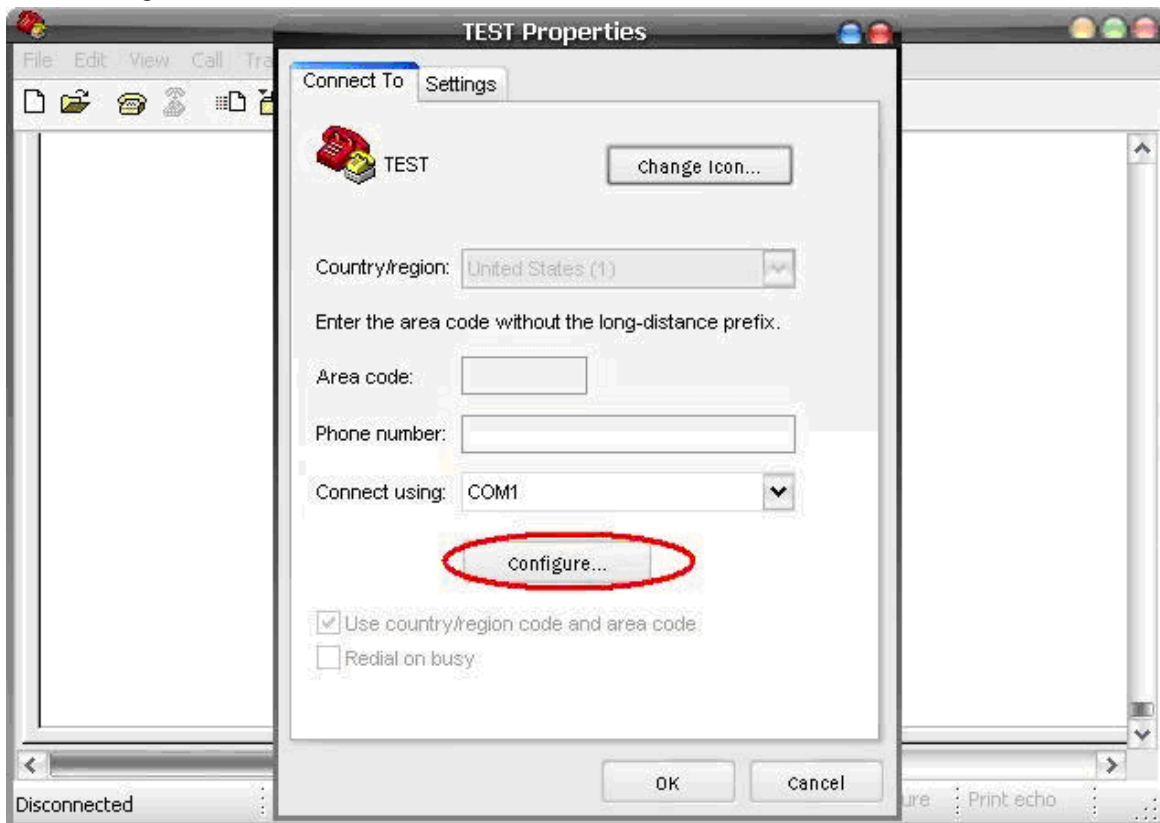 TEST Properties
File Edit View Call Tra
Connect To Settings
TEST
Change Icon...
Country/region: United States (1)
Enter the area code without the long-distance prefix.
Area code:
Phone number:
Connect using: COM1
Configure...
Use country/region code and area code
Redial on busy
OK Cancel
Disconnected ure Print echo